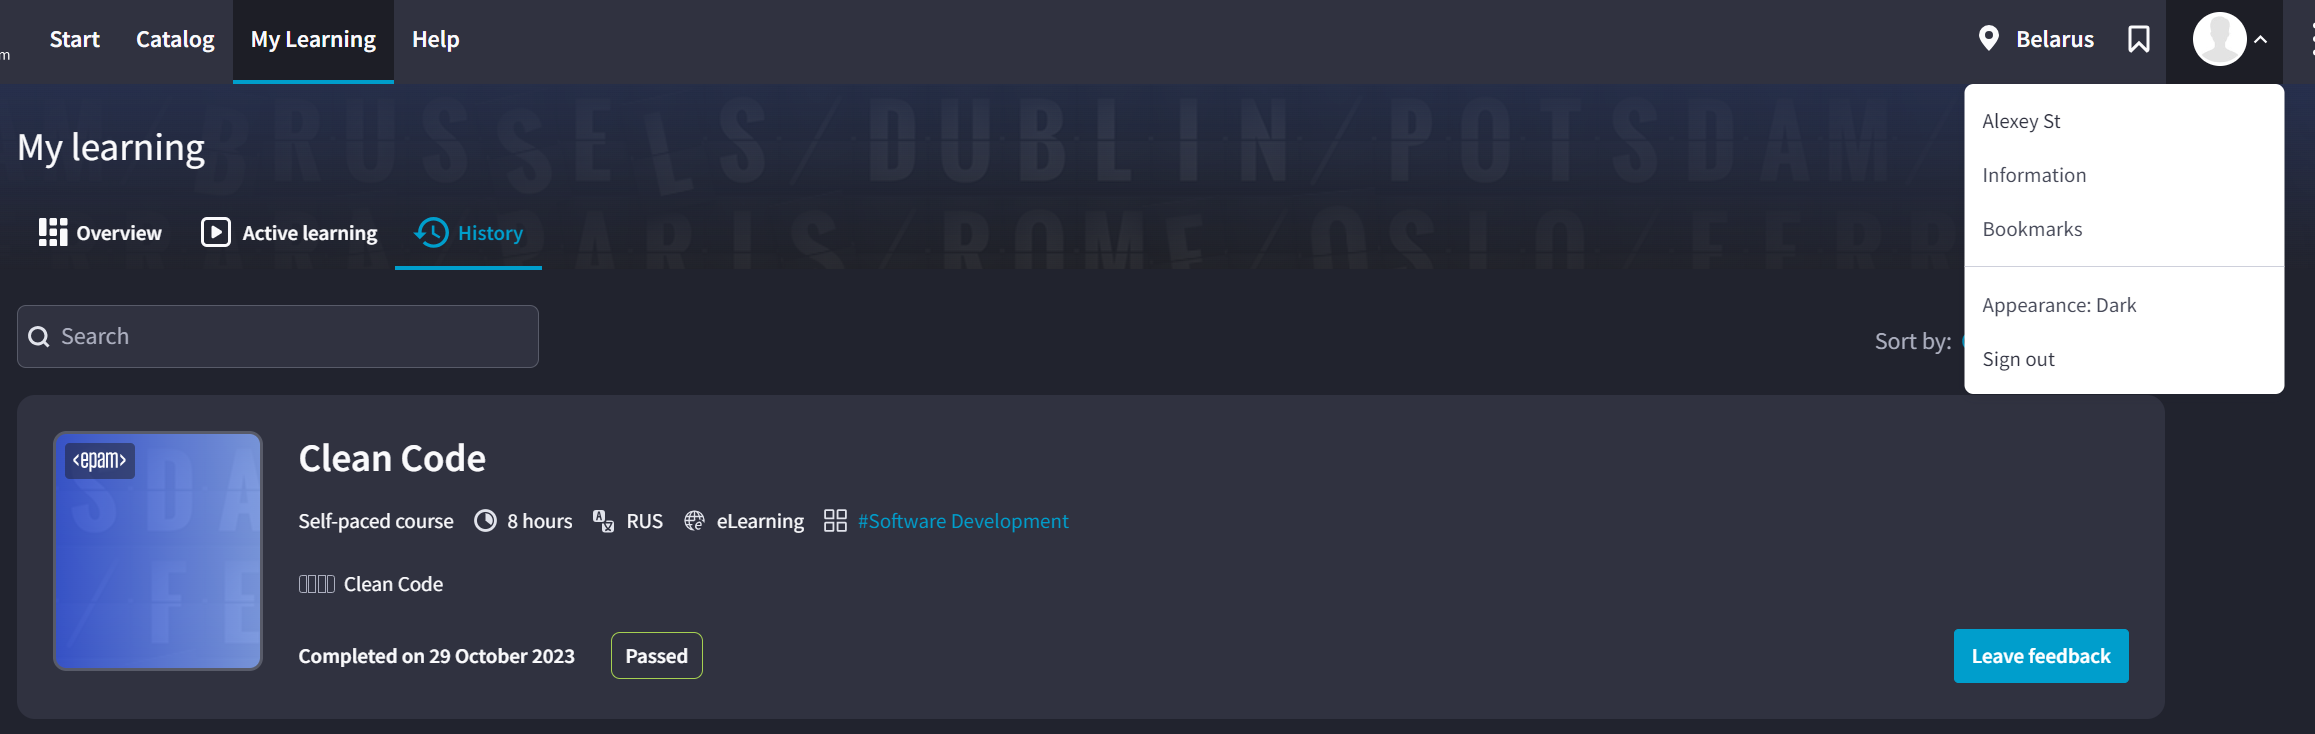 m
Start Catalog My Learning Help Belarus
BRUSSELS / DUBLIN / POTSDAM /
My learning
Alexey St
Information
Bookmarks
PARIS / ROME / OSLO / FERR
Overview Active learning History
Appearance: Dark
Search
Sort by:
Sign out
<epam>
Clean Code
Self-paced course 8 hours RUS eLearning #Software Development
Clean Code
Completed on 29 October 2023 Passed Leave feedback